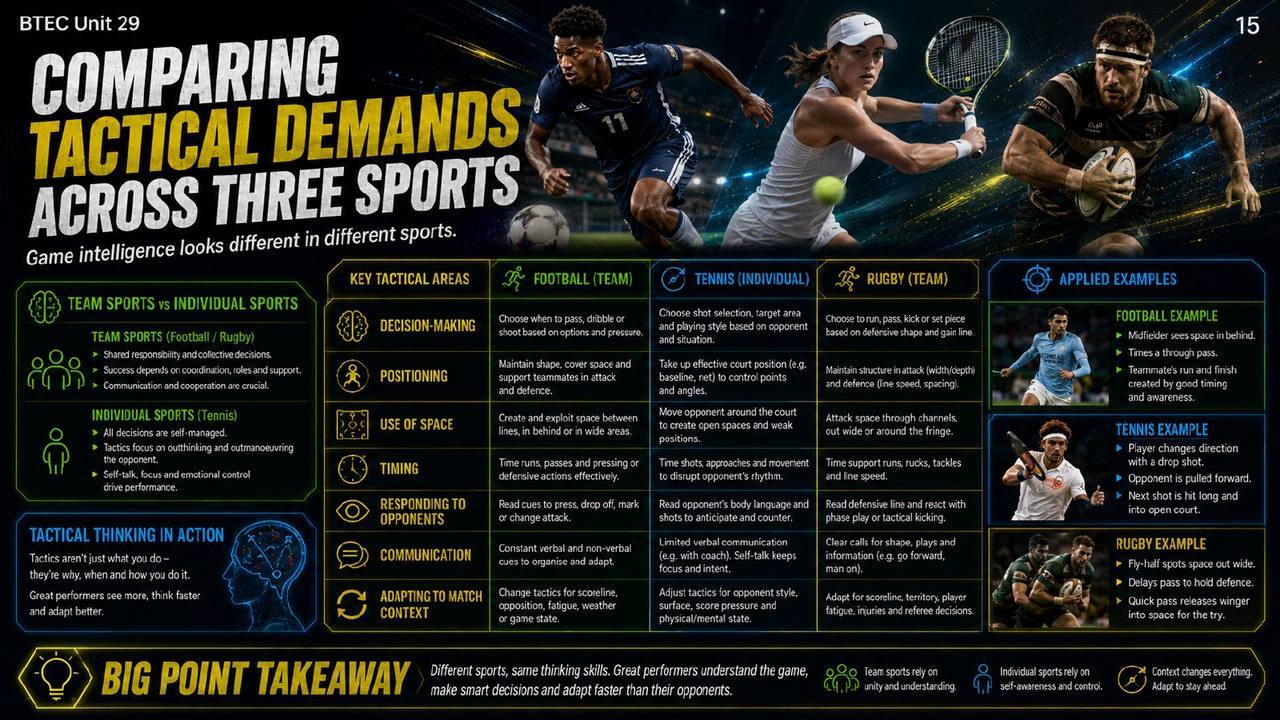 BTEC Unit 29
15
COMPARING
TACTICAL DEMANDS
ACROSS THREE SPORTS
Game intelligence looks different in different sports.
11
TEAM SPORTS vs INDIVIDUAL SPORTS
TEAM SPORTS (Football / Rugby)
Shared responsibility and collective decisions.
Success depends on coordination, roles and support.
Communication and cooperation are crucial.
INDIVIDUAL SPORTS (Tennis)
All decisions are self-managed.
Tactics focus on outthinking and outmanoeuvring
the opponent.
Self-talk, focus and emotional control
drive performance.
TACTICAL THINKING IN ACTION
Tactics aren't just what you do –
they're why, when and how you do it.
Great performers see more, think faster
and adapt better.
KEY TACTICAL AREAS
FOOTBALL (TEAM)
TENNIS (INDIVIDUAL)
RUGBY (TEAM)
DECISION-MAKING
Choose when to pass, dribble or
shoot based on options and pressure.
Choose shot selection, target area
and playing style based on opponent
and situation.
Choose to run, pass, kick or set piece
based on defensive shape and gain line.
POSITIONING
Maintain shape, cover space and
support teammates in attack
and defence.
Take up effective court position (e.g.
baseline, net) to control points
and angles.
Maintain structure in attack (width/depth)
and defence (line speed, spacing).
USE OF SPACE
Create and exploit space between
lines, in behind or in wide areas.
Move opponent around the court
to create open spaces and weak
positions.
Attack space through channels,
out wide or around the fringe.
TIMING
Time runs, passes and pressing or
defensive actions effectively.
Time shots, approaches and movement
to disrupt opponent's rhythm.
Time support runs, rucks, tackles
and line speed.
RESPONDING TO
OPPONENTS
Read cues to press, drop off, mark
or change attack.
Read opponent's body language and
shots to anticipate and counter.
Read defensive line and react with
phase play or tactical kicking.
COMMUNICATION
Constant verbal and non-verbal
cues to organise and adapt.
Limited verbal communication
(e.g. with coach). Self-talk keeps
focus and intent.
Clear calls for shape, plays and
information (e.g. go forward,
man on).
ADAPTING TO MATCH
CONTEXT
Change tactics for scoreline,
opposition, fatigue, weather
or game state.
Adjust tactics for opponent style,
surface, score pressure and
physical/mental state.
Adapt for scoreline, territory, player
fatigue, injuries and referee decisions.
APPLIED EXAMPLES
FOOTBALL EXAMPLE
Midfielder sees space in behind.
Times a through pass.
Teammate's run and finish
created by good timing
and awareness.
TENNIS EXAMPLE
Player changes direction
with a drop shot.
Opponent is pulled forward.
Next shot is hit long and
into open court.
RUGBY EXAMPLE
Fly-half spots space out wide.
Delays pass to hold defence.
Quick pass releases winger
into space for the try.
BIG POINT TAKEAWAY
Different sports, same thinking skills. Great performers understand the game,
make smart decisions and adapt faster than their opponents.
Team sports rely on
unity and understanding.
Individual sports rely on
self-awareness and control.
Context changes everything.
Adapt to stay ahead.